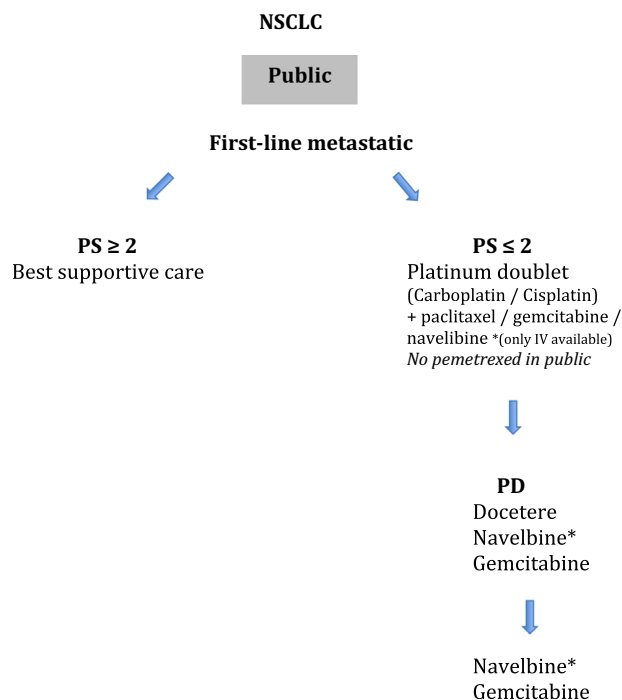 NSCLC
Public
First-line metastatic
PS ≥ 2
Best supportive care
PS ≤ 2
Platinum doublet
(Carboplatin / Cisplatin)
+ paclitaxel / gemcitabine /
navelibine *(only IV available)
No pemetrexed in public
PD
Docetere
Navelbine*
Gemcitabine
Navelbine*
Gemcitabine